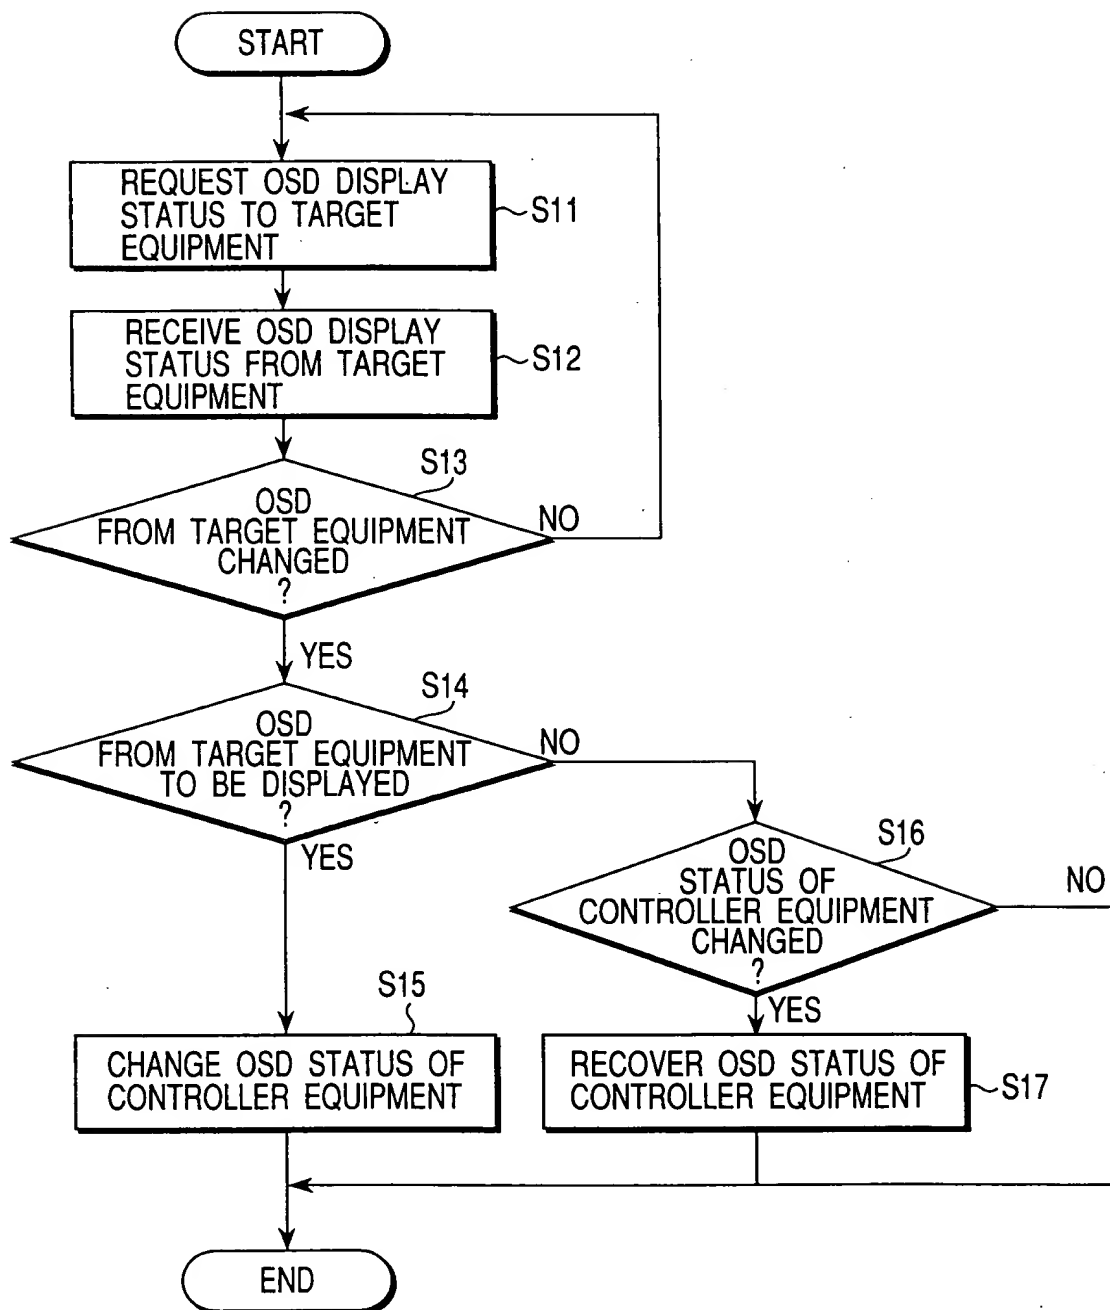 START
REQUEST OSD DISPLAY
STATUS TO TARGET
EQUIPMENT
S11
RECEIVE OSD DISPLAY
STATUS FROM TARGET
EQUIPMENT
S12
S13
OSD
FROM TARGET EQUIPMENT
CHANGED
?
NO
YES
S14
OSD
FROM TARGET EQUIPMENT
TO BE DISPLAYED
?
NO
YES
S16
OSD
STATUS OF
CONTROLLER EQUIPMENT
CHANGED
?
NO
YES
S15
CHANGE OSD STATUS OF
CONTROLLER EQUIPMENT
RECOVER OSD STATUS OF
CONTROLLER EQUIPMENT
S17
END